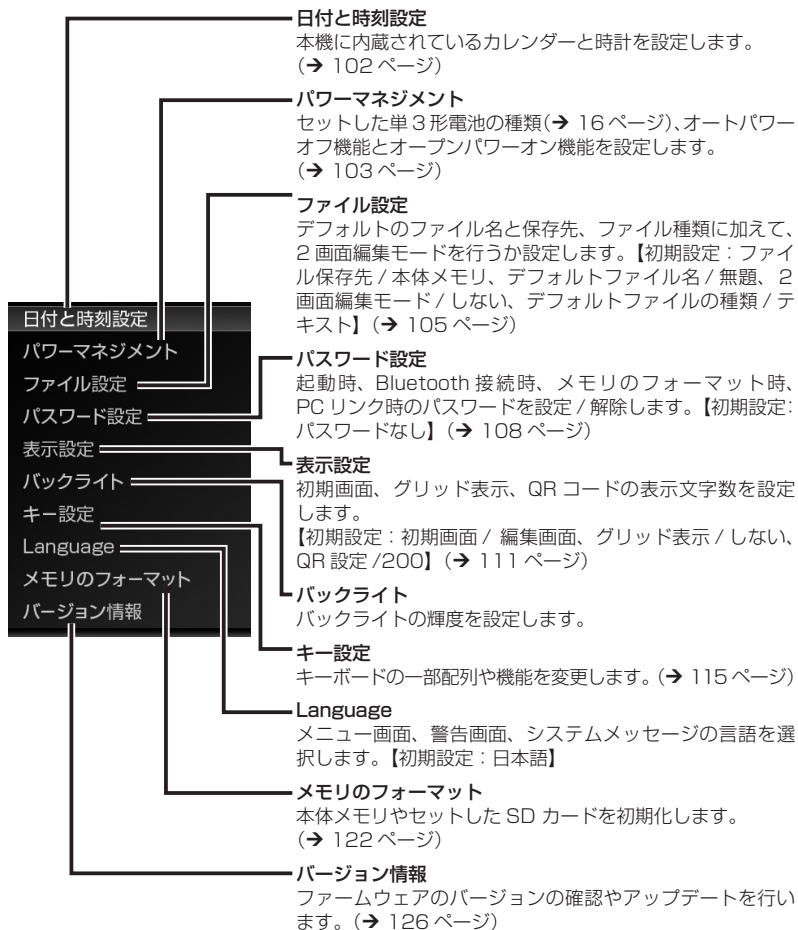 日付と時刻設定
本機に内蔵されているカレンダーと時計を設定します。
（➔ 102 ページ）
パワーマネジメント
セットした単 3 形電池の種類（➔ 16 ページ）、オートパワー
オフ機能とオープンパワーオン機能を設定します。
（➔ 103 ページ）
ファイル設定
デフォルトのファイル名と保存先、ファイル種類に加えて、
2 画面編集モードを行うか設定します。【初期設定：ファイ
ル保存先 / 本体メモリ、デフォルトファイル名 / 無題、2
画面編集モード / しない、デフォルトファイルの種類 / テ
キスト】（➔ 105 ページ）
パスワード設定
起動時、Bluetooth 接続時、メモリのフォーマット時、
PC リンク時のパスワードを設定 / 解除します。【初期設定：
パスワードなし】（➔ 108 ページ）
表示設定
初期画面、グリッド表示、QR コードの表示文字数を設定
します。
【初期設定：初期画面 / 編集画面、グリッド表示 / しない、
QR 設定 /200】（➔ 111 ページ）
バックライト
バックライトの輝度を設定します。
キー設定
キーボードの一部配列や機能を変更します。（➔ 115 ページ）
Language
メニュー画面、警告画面、システムメッセージの言語を選
択します。【初期設定：日本語】
メモリのフォーマット
本体メモリやセットした SD カードを初期化します。
（➔ 122 ページ）
バージョン情報
ファームウェアのバージョンの確認やアップデートを行い
ます。（➔ 126 ページ）
日付と時刻設定
パワーマネジメント
ファイル設定
パスワード設定
表示設定
バックライト
キー設定
Language
メモリのフォーマット
バージョン情報